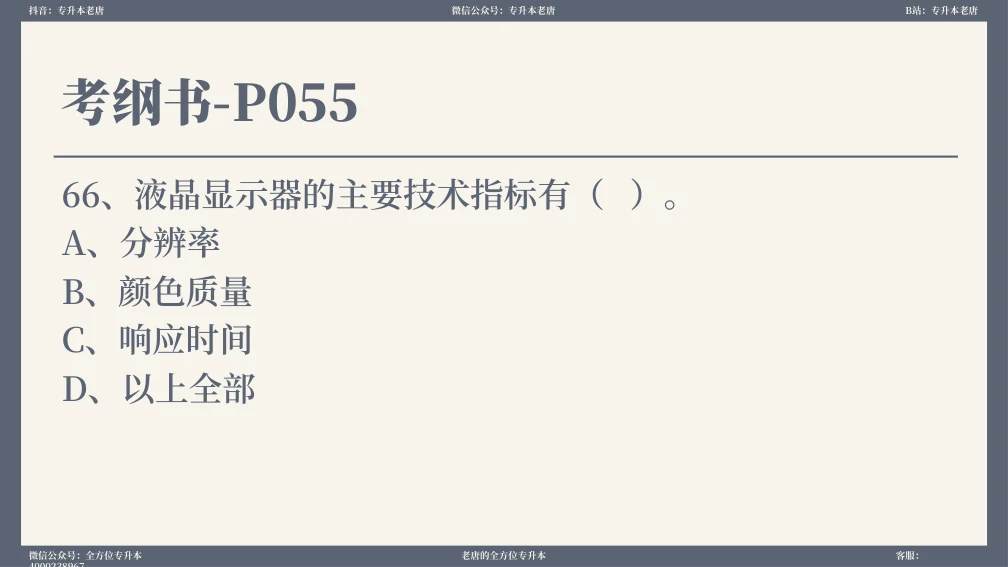 抖音：专升本老唐
微信公众号：专升本老唐
B站：专升本老唐
考纲书-P055
66、液晶显示器的主要技术指标有（ ）。
A、分辨率
B、颜色质量
C、响应时间
D、以上全部
微信公众号：全方位专升本
老唐的全方位专升本
客服：
4000238967